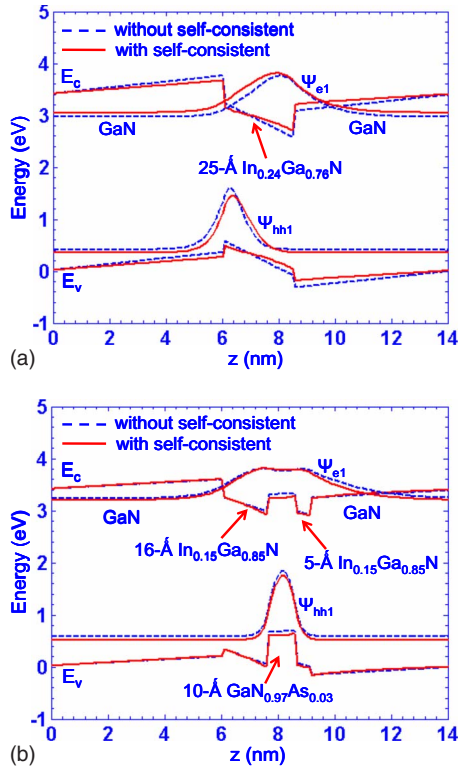 5
without self-consistent
with self-consistent
4
E_c
Ψ_e1
3
GaN
GaN
Energy (eV)
2
25-Å In_0.24Ga_0.76N
1
Ψ_hh1
0
E_v
-1
0 2 4 6 8 10 12 14
(a)
z (nm)
5
without self-consistent
with self-consistent
4
E_c
Ψ_e1
3
GaN
GaN
Energy (eV)
16-Å In_0.15Ga_0.85N
5-Å In_0.15Ga_0.85N
2
1
Ψ_hh1
0
E_v
10-Å GaN_0.97As_0.03
-1
0 2 4 6 8 10 12 14
(b)
z (nm)